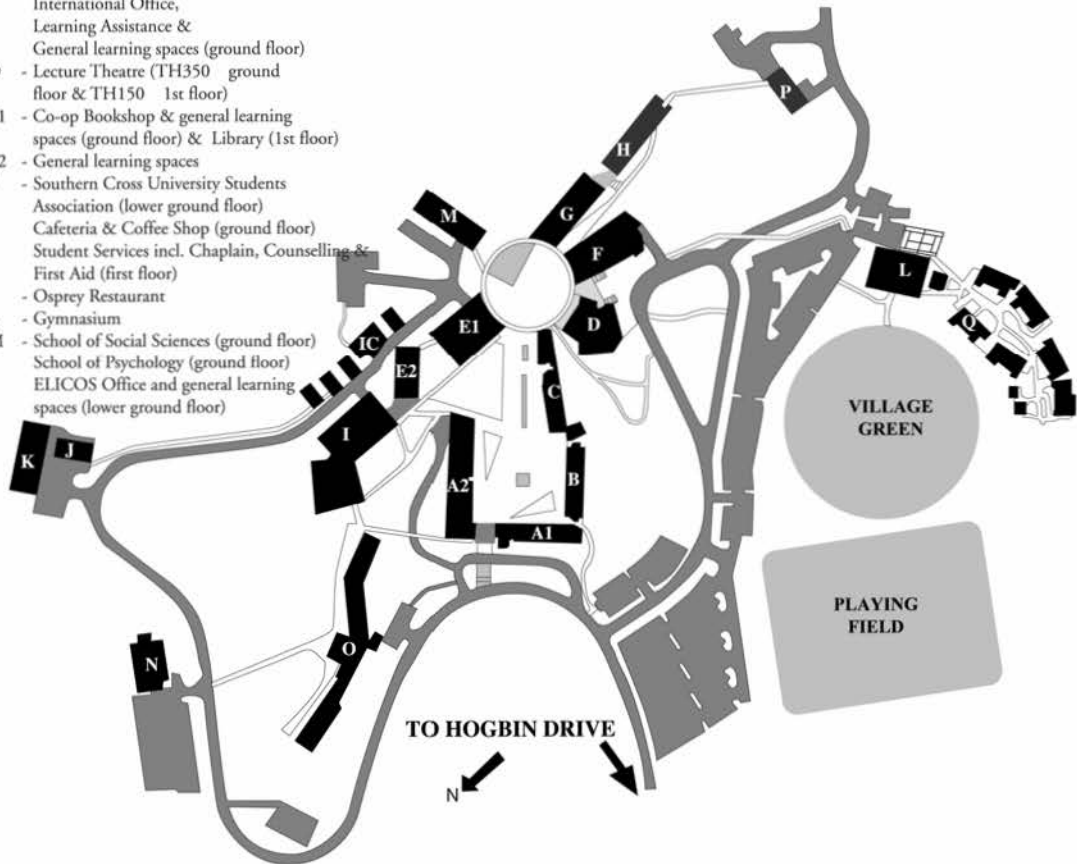 International Office,
Learning Assistance &
General learning spaces (ground floor)
- Lecture Theatre (TH350 ground
floor & TH150 1st floor)
1 - Co-op Bookshop & general learning
spaces (ground floor) & Library (1st floor)
2 - General learning spaces
- Southern Cross University Students
Association (lower ground floor)
Cafeteria & Coffee Shop (ground floor)
Student Services incl. Chaplain, Counselling &
First Aid (first floor)
- Osprey Restaurant
- Gymnasium
- School of Social Sciences (ground floor)
School of Psychology (ground floor)
ELICOS Office and general learning
spaces (lower ground floor)
P
H
M
G
F
L
E1
D
Q
IC
E2
C
I
VILLAGE
GREEN
K
J
A2
B
A1
PLAYING
FIELD
N
O
TO HOGBIN DRIVE
N